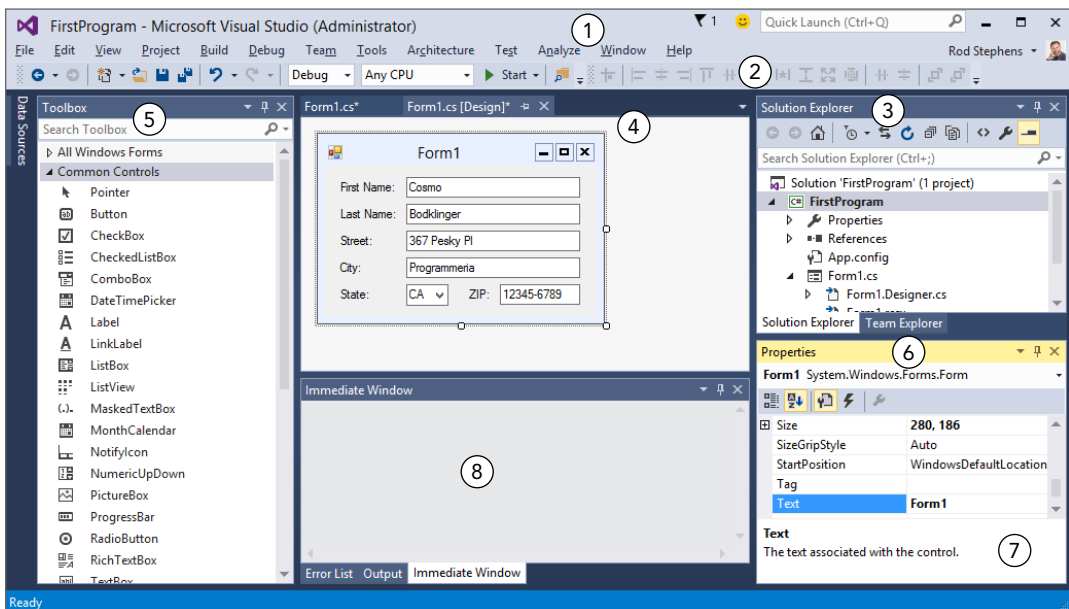 FirstProgram - Microsoft Visual Studio (Administrator)
1
Quick Launch (Ctrl+Q)
File Edit View Project Build Debug Team Tools Architecture Test Analyze Window Help
1
Rod Stephens
Debug
Any CPU
Start
2
Data Sources
Toolbox
5
Search Toolbox
All Windows Forms
Common Controls
Pointer
Button
CheckBox
CheckedListBox
ComboBox
DateTimePicker
Label
LinkLabel
ListBox
ListView
MaskedTextBox
MonthCalendar
NotifyIcon
NumericUpDown
PictureBox
ProgressBar
RadioButton
RichTextBox
TextBox
Form1.cs*
Form1.cs [Design]*
4
Form1
First Name: Cosmo
Last Name: Bodklinger
Street: 367 Pesky Pl
City: Programmeria
State: CA ZIP: 12345-6789
Immediate Window
8
Error List Output Immediate Window
Solution Explorer
3
Search Solution Explorer (Ctrl+;)
Solution 'FirstProgram' (1 project)
C# FirstProgram
Properties
References
App.config
Form1.cs
Form1.Designer.cs
Solution Explorer Team Explorer
Properties
6
Form1 System.Windows.Forms.Form
Size 280, 186
SizeGripStyle Auto
StartPosition WindowsDefaultLocation
Tag
Text Form1
Text
The text associated with the control.
7
Ready